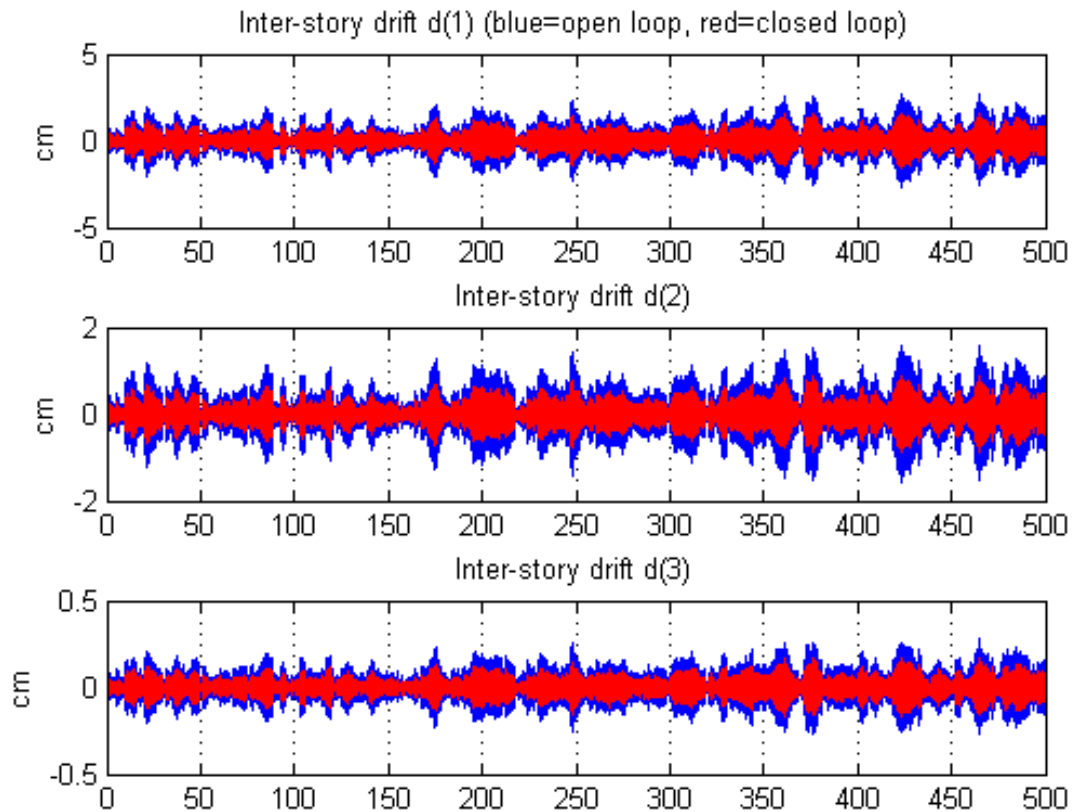 Inter-story drift d(1) (blue=open loop, red=closed loop)
5
0
-5
cm
0 50 100 150 200 250 300 350 400 450 500
Inter-story drift d(2)
2
0
-2
cm
0 50 100 150 200 250 300 350 400 450 500
Inter-story drift d(3)
0.5
0
-0.5
cm
0 50 100 150 200 250 300 350 400 450 500